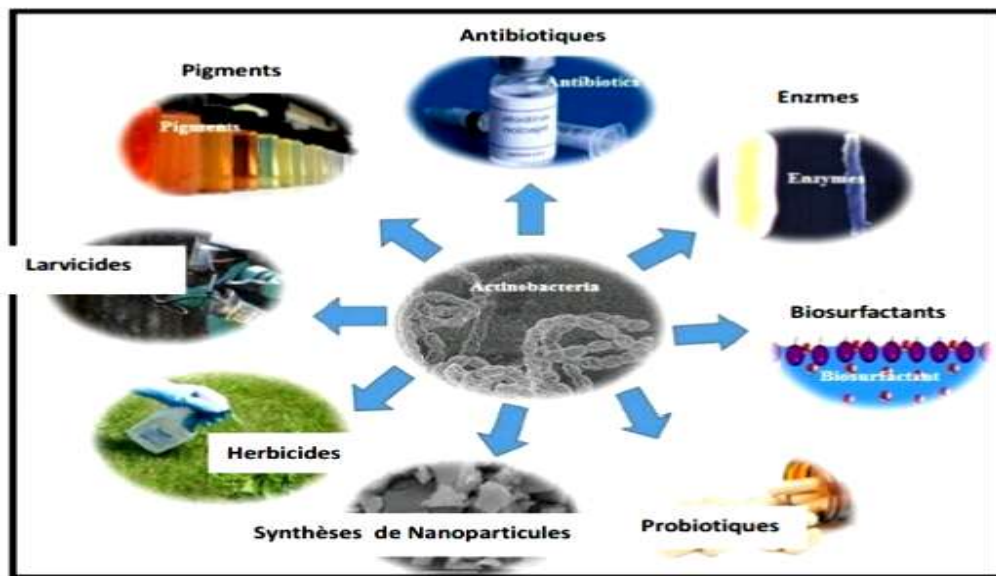 Antibiotiques
Antibiotics
Pigments
Pigments
Enzmes
Enzymes
Larvicides
Actinobacteria
Biosurfactants
Biosurfactant
Herbicides
Synthèses de Nanoparticules
Probiotiques